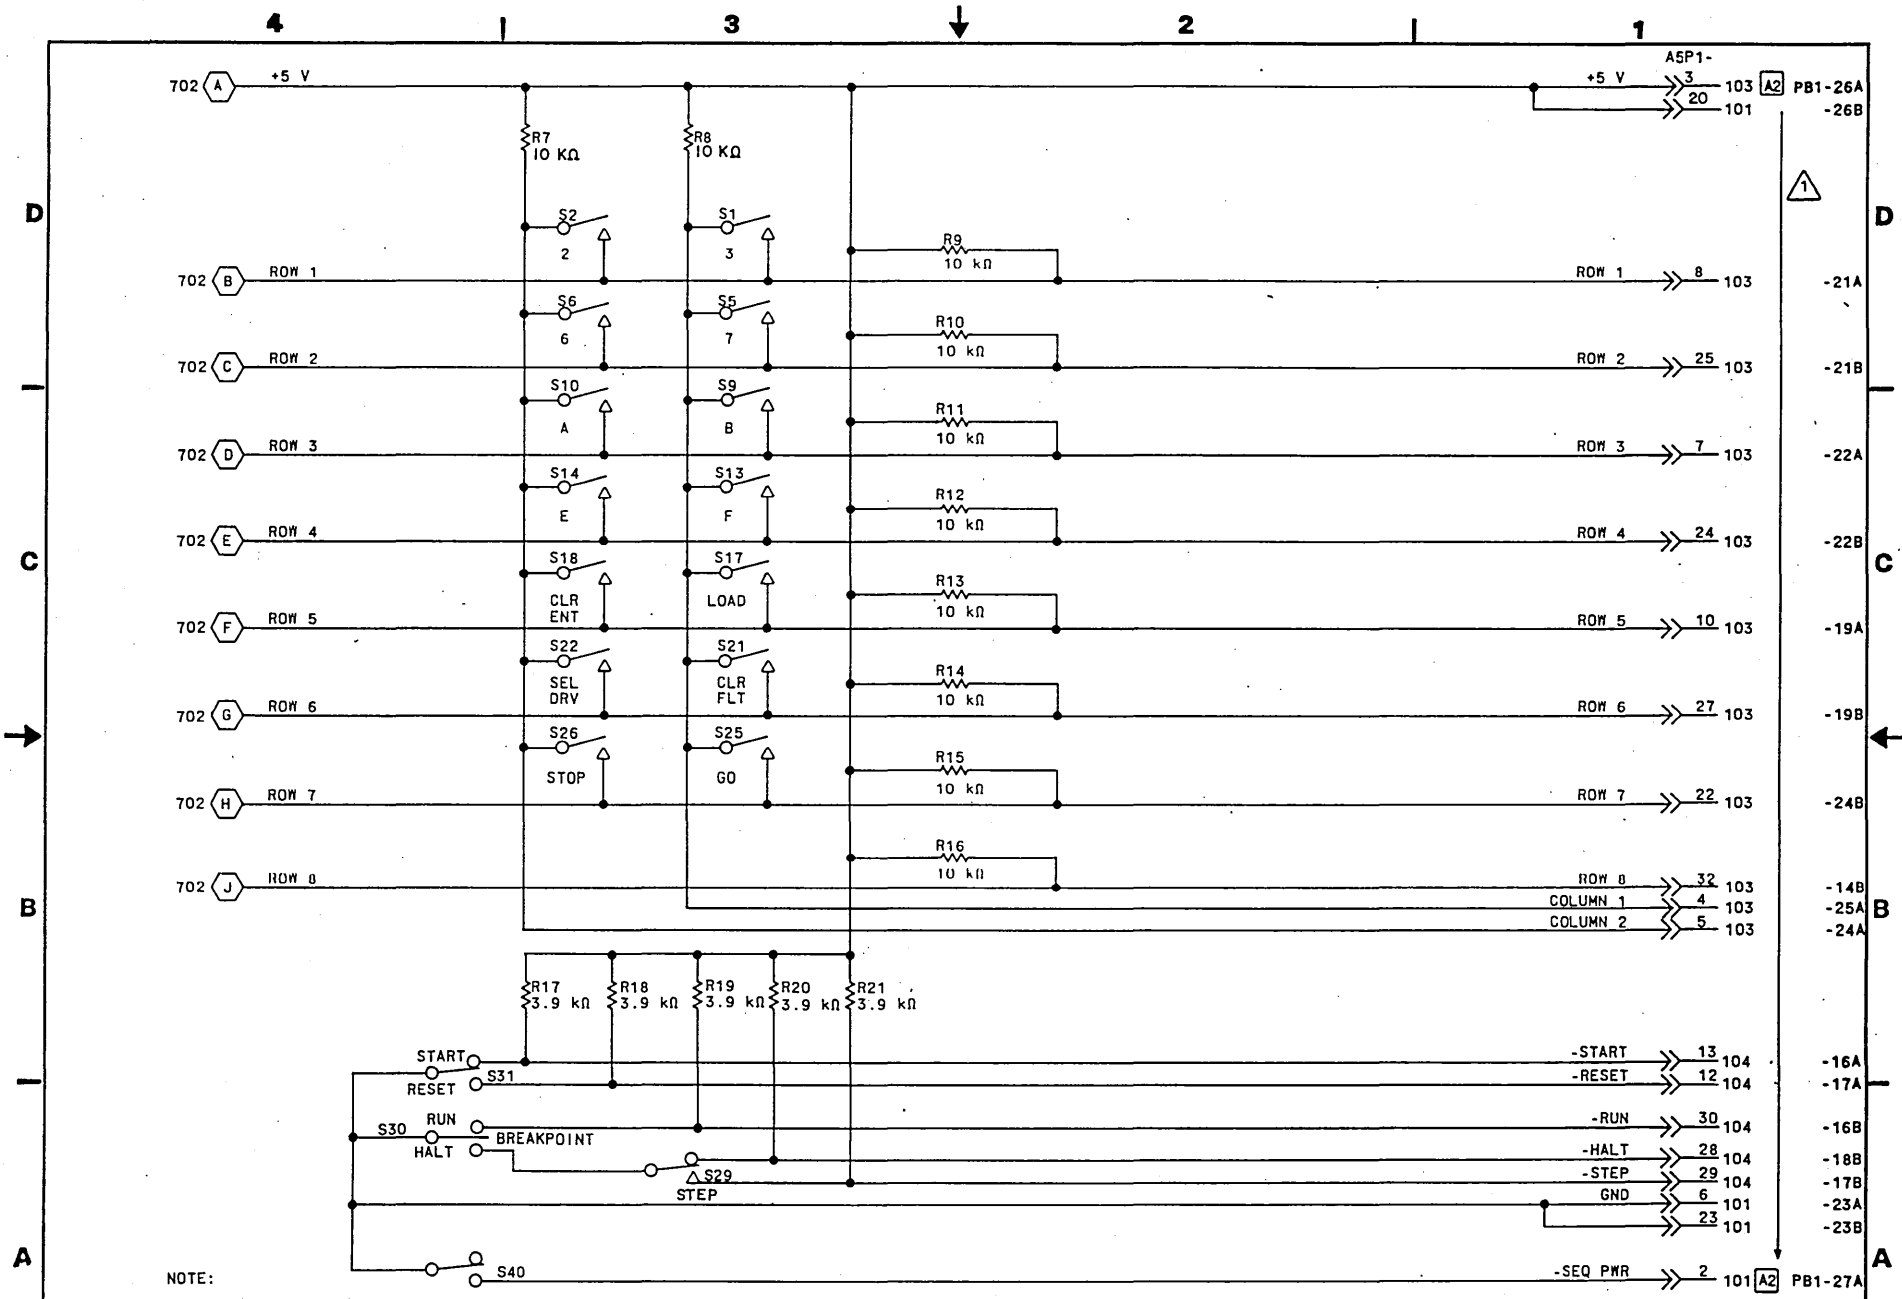 4 3 2 1
A5P1-
702 A +5 V +5 V 3 103 A2 PB1-26A
20 101 -26B
R7 R8
10 KΩ 10 KΩ
1
D D
S2 S1
2 3
R9
10 kΩ
702 B ROW 1 ROW 1 8 103 -21A
S6 S5
6 7
R10
10 kΩ
702 C ROW 2 ROW 2 25 103 -21B
S10 S9
A B
R11
10 kΩ
702 D ROW 3 ROW 3 7 103 -22A
S14 S13
E F
R12
10 kΩ
702 E ROW 4 ROW 4 24 103 -22B
C C
S18 S17
CLR LOAD
ENT
R13
10 kΩ
702 F ROW 5 ROW 5 10 103 -19A
S22 S21
SEL CLR
DRV FLT
R14
10 kΩ
702 G ROW 6 ROW 6 27 103 -19B
S26 S25
STOP GO
R15
10 kΩ
702 H ROW 7 ROW 7 22 103 -24B
R16
10 kΩ
702 J ROW 8 ROW 8 32 103 -14B
B COLUMN 1 4 103 -25A B
COLUMN 2 5 103 -24A
R17 R18 R19 R20 R21
3.9 kΩ 3.9 kΩ 3.9 kΩ 3.9 kΩ 3.9 kΩ
START -START 13 104 -16A
S31
RESET -RESET 12 104 -17A
RUN -RUN 30 104 -16B
S30 BREAKPOINT
HALT -HALT 28 104 -18B
S29 -STEP 29 104 -17B
STEP
GND 6 101 -23A
23 101 -23B
A A
S40
NOTE: -SEQ PWR 2 101 A2 PB1-27A